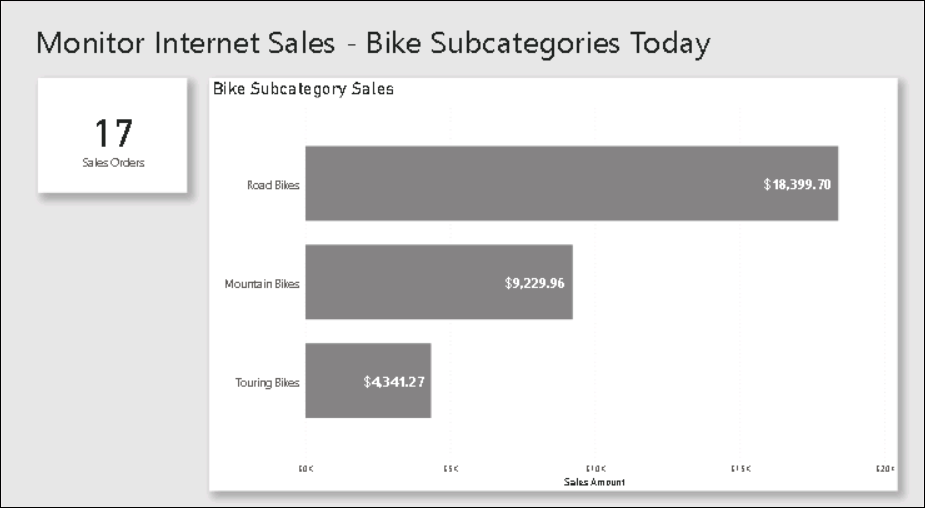 Monitor Internet Sales - Bike Subcategories Today
17
Sales Orders
Bike Subcategory Sales
Road Bikes
$18,399.70
Mountain Bikes
$9,229.96
Touring Bikes
$4,341.27
$0K $5K $10K $15K $20K
Sales Amount